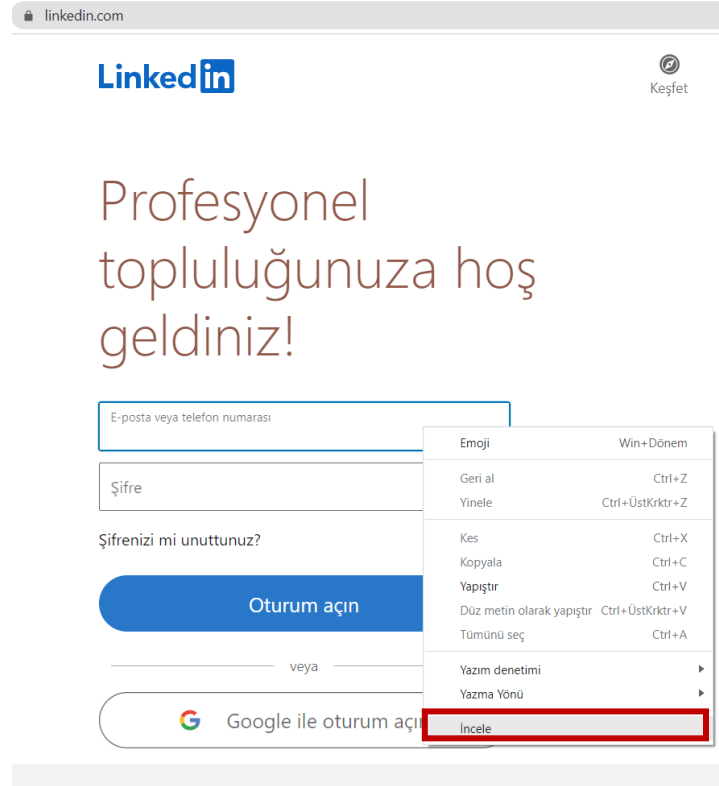 linkedin.com
Linked in
Keşfet
Profesyonel
topluluğunuza hoş
geldiniz!
E-posta veya telefon numarası
Emoji Win+Dönem
Geri al Ctrl+Z
Şifre
Yinele Ctrl+ÜstKrktr+Z
Şifrenizi mi unuttunuz?
Kes Ctrl+X
Kopyala Ctrl+C
Yapıştır Ctrl+V
Düz metin olarak yapıştır Ctrl+ÜstKrktr+V
Tümünü seç Ctrl+A
Oturum açın
veya
Yazım denetimi
Yazma Yönü
Google ile oturum açı
İncele